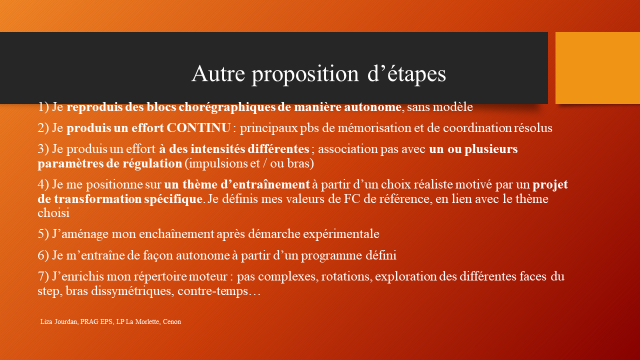 Autre proposition d’étapes
1) Je reproduis des blocs chorégraphiques de manière autonome, sans modèle
2) Je produis un effort CONTINU : principaux pbs de mémorisation et de coordination résolus
3) Je produis un effort à des intensités différentes ; association pas avec un ou plusieurs
paramètres de régulation (impulsions et / ou bras)
4) Je me positionne sur un thème d’entraînement à partir d’un choix réaliste motivé par un projet
de transformation spécifique. Je définis mes valeurs de FC de référence, en lien avec le thème
choisi
5) J’aménage mon enchaînement après démarche expérimentale
6) Je m’entraîne de façon autonome à partir d’un programme défini
7) J’enrichis mon répertoire moteur : pas complexes, rotations, exploration des différentes faces du
step, bras dissymétriques, contre-temps…
Liza Jourdan, PRAG EPS, LP La Morlette, Cenon